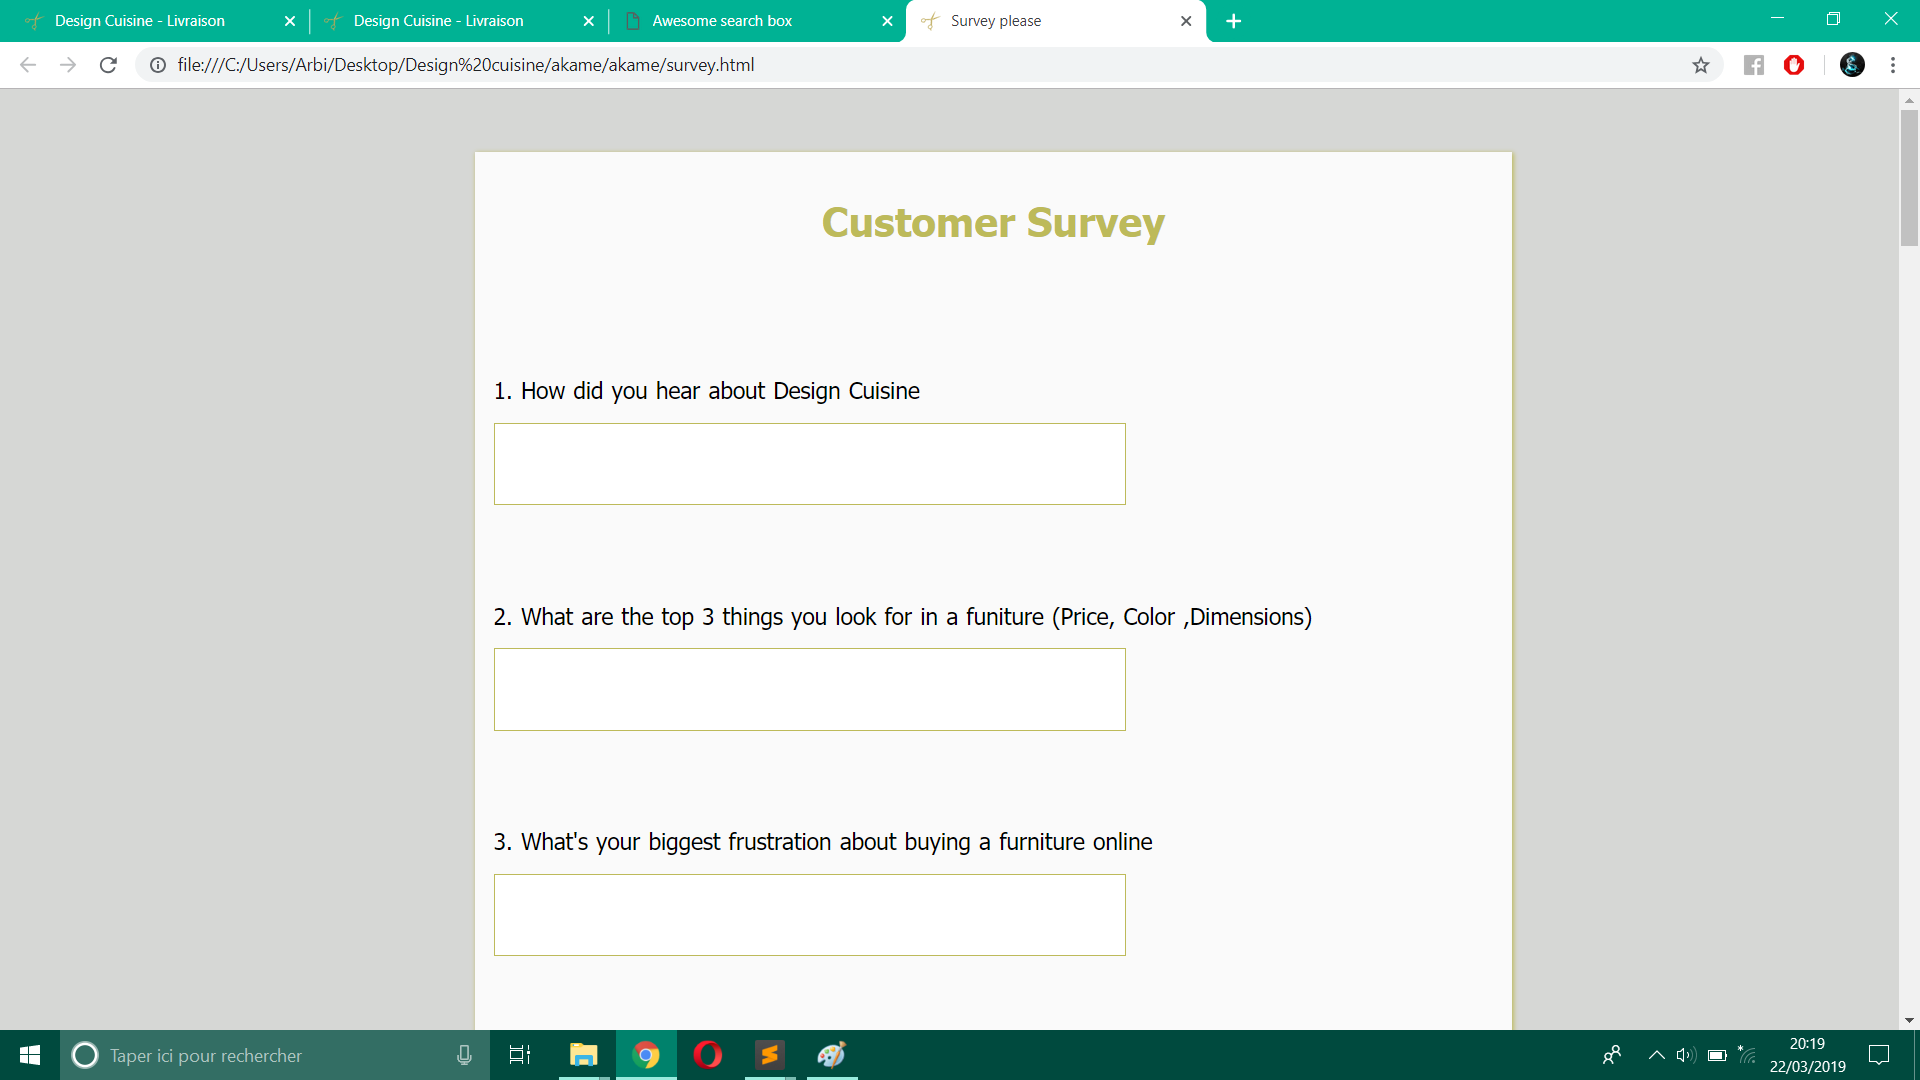 Design Cuisine - Livraison
Design Cuisine - Livraison
Awesome search box
Survey please
file:///C:/Users/Arbi/Desktop/Design%20cuisine/akame/akame/survey.html
Customer Survey
1. How did you hear about Design Cuisine
2. What are the top 3 things you look for in a funiture (Price, Color ,Dimensions)
3. What's your biggest frustration about buying a furniture online
Taper ici pour rechercher
20:19
22/03/2019